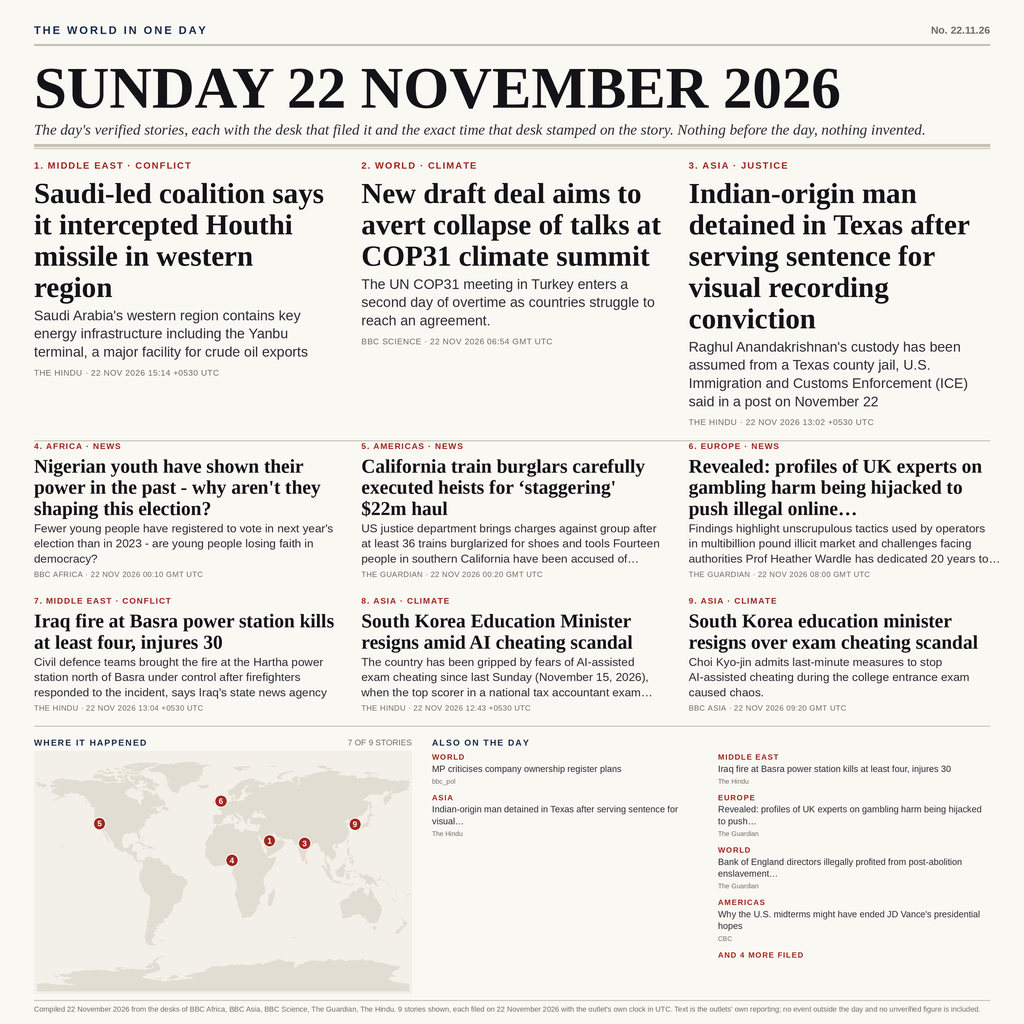 THE WORLD IN ONE DAY
No. 22.11.26
SUNDAY 22 NOVEMBER 2026
The day's verified stories, each with the desk that filed it and the exact time that desk stamped on the story. Nothing before the day, nothing invented.
1. MIDDLE EAST · CONFLICT
Saudi-led coalition says
it intercepted Houthi
missile in western
region
Saudi Arabia's western region contains key
energy infrastructure including the Yanbu
terminal, a major facility for crude oil exports
THE HINDU · 22 NOV 2026 15:14 +0530 UTC
2. WORLD · CLIMATE
New draft deal aims to
avert collapse of talks at
COP31 climate summit
The UN COP31 meeting in Turkey enters a
second day of overtime as countries struggle to
reach an agreement.
BBC SCIENCE · 22 NOV 2026 06:54 GMT UTC
3. ASIA · JUSTICE
Indian-origin man
detained in Texas after
serving sentence for
visual recording
conviction
Raghul Anandakrishnan's custody has been
assumed from a Texas county jail, U.S.
Immigration and Customs Enforcement (ICE)
said in a post on November 22
THE HINDU · 22 NOV 2026 13:02 +0530 UTC
4. AFRICA · NEWS
Nigerian youth have shown their
power in the past - why aren't they
shaping this election?
Fewer young people have registered to vote in next year's
election than in 2023 - are young people losing faith in
democracy?
BBC AFRICA · 22 NOV 2026 00:10 GMT UTC
5. AMERICAS · NEWS
California train burglars carefully
executed heists for ‘staggering'
$22m haul
US justice department brings charges against group after
at least 36 trains burglarized for shoes and tools Fourteen
people in southern California have been accused of…
THE GUARDIAN · 22 NOV 2026 00:20 GMT UTC
6. EUROPE · NEWS
Revealed: profiles of UK experts on
gambling harm being hijacked to
push illegal online…
Findings highlight unscrupulous tactics used by operators
in multibillion pound illicit market and challenges facing
authorities Prof Heather Wardle has dedicated 20 years to…
THE GUARDIAN · 22 NOV 2026 08:00 GMT UTC
7. MIDDLE EAST · CONFLICT
Iraq fire at Basra power station kills
at least four, injures 30
Civil defence teams brought the fire at the Hartha power
station north of Basra under control after firefighters
responded to the incident, says Iraq's state news agency
THE HINDU · 22 NOV 2026 13:04 +0530 UTC
8. ASIA · CLIMATE
South Korea Education Minister
resigns amid AI cheating scandal
The country has been gripped by fears of AI-assisted
exam cheating since last Sunday (November 15, 2026),
when the top scorer in a national tax accountant exam…
THE HINDU · 22 NOV 2026 12:43 +0530 UTC
9. ASIA · CLIMATE
South Korea education minister
resigns over exam cheating scandal
Choi Kyo-jin admits last-minute measures to stop
AI-assisted cheating during the college entrance exam
caused chaos.
BBC ASIA · 22 NOV 2026 09:20 GMT UTC
WHERE IT HAPPENED
7 OF 9 STORIES
6
5
1
3
9
4
ALSO ON THE DAY
WORLD
MP criticises company ownership register plans
bbc_pol
ASIA
Indian-origin man detained in Texas after serving sentence for
visual…
The Hindu
MIDDLE EAST
Iraq fire at Basra power station kills at least four, injures 30
The Hindu
EUROPE
Revealed: profiles of UK experts on gambling harm being hijacked
to push…
The Guardian
WORLD
Bank of England directors illegally profited from post-abolition
enslavement…
The Guardian
AMERICAS
Why the U.S. midterms might have ended JD Vance's presidential
hopes
CBC
AND 4 MORE FILED
Compiled 22 November 2026 from the desks of BBC Africa, BBC Asia, BBC Science, The Guardian, The Hindu. 9 stories shown, each filed on 22 November 2026 with the outlet's own clock in UTC. Text is the outlets' own reporting; no event outside the day and no unverified figure is included.